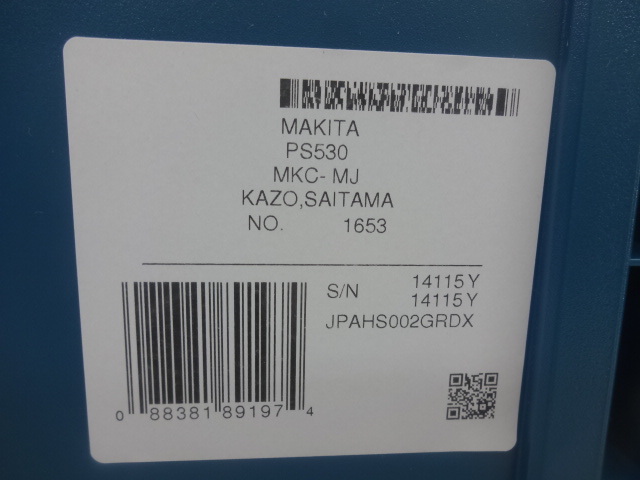 MAKITA
PS530
MKC- MJ
KAZO,SAITAMA
NO. 1653
S/N 14115Y
14115Y
JPAHS002GRDX
0 88381 89197 4